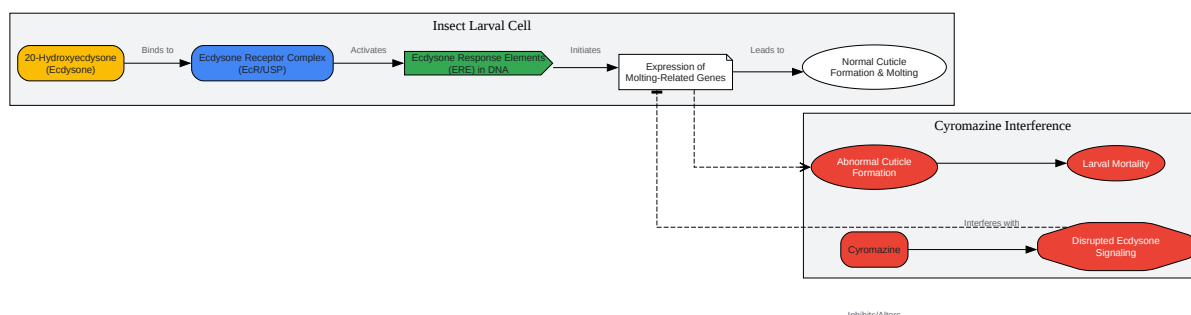 Insect Larval Cell
20-Hydroxyecdysone
(Ecdysone)
Binds to
Ecdysone Receptor Complex
(EcR/USP)
Activates
Ecdysone Response Elements
(ERE) in DNA
Initiates
Expression of
Molting-Related Genes
Leads to
Normal Cuticle
Formation & Molting
Cyromazine Interference
Abnormal Cuticle
Formation
Larval Mortality
Interferes with
Cyromazine
Disrupted Ecdysone
Signaling
Inhibits/Alters